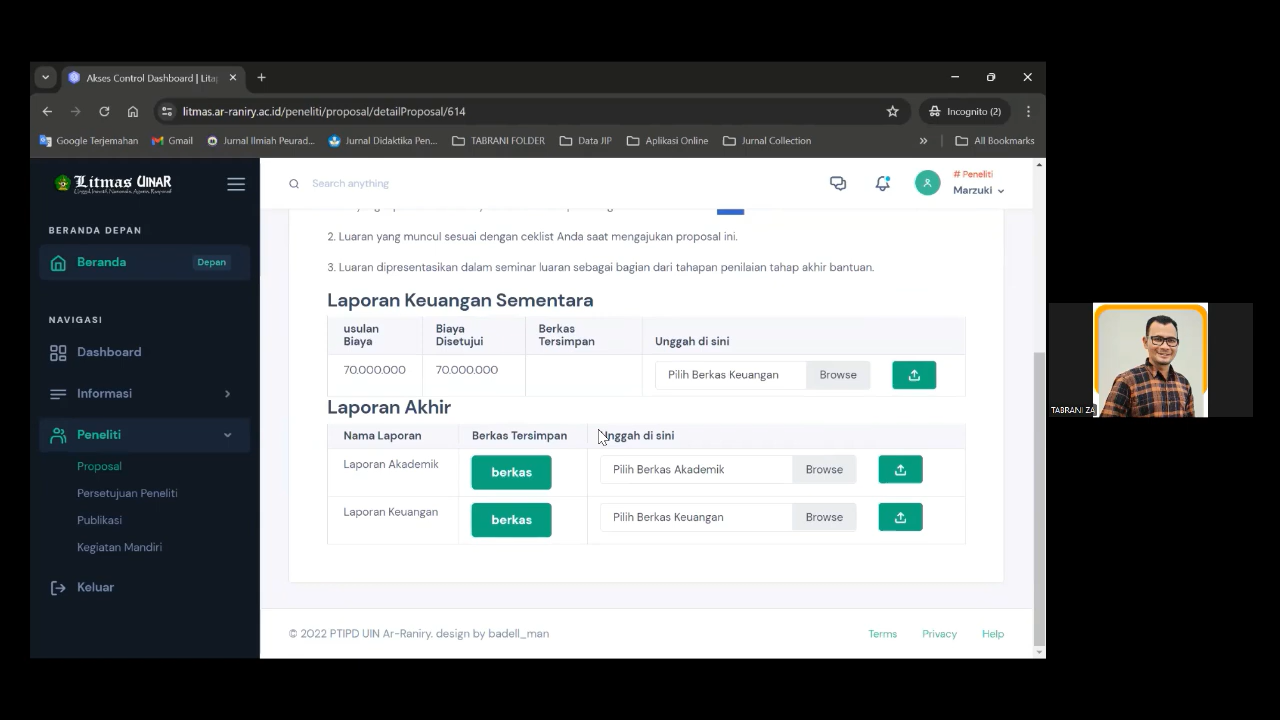 Akses Control Dashboard | Lita
litmas.ar-raniry.ac.id/peneliti/proposal/detailProposal/614
Incognito (2)
Google Terjemahan
Gmail
Jurnal Ilmiah Peurad...
Jurnal Didaktika Pen...
TABRANI FOLDER
Data JIP
Aplikasi Online
Jurnal Collection
»
All Bookmarks
Litmas UINAR
Search anything
# Peneliti
Marzuki
BERANDA DEPAN
Beranda
Depan
NAVIGASI
Dashboard
Informasi
Peneliti
Proposal
Persetujuan Peneliti
Publikasi
Kegiatan Mandiri
Keluar
2. Luaran yang muncul sesuai dengan ceklist Anda saat mengajukan proposal ini.
3. Luaran dipresentasikan dalam seminar luaran sebagai bagian dari tahapan penilaian tahap akhir bantuan.
Laporan Keuangan Sementara
usulan Biaya
Biaya Disetujui
Berkas Tersimpan
Unggah di sini
70.000.000
70.000.000
Pilih Berkas Keuangan
Browse
Laporan Akhir
Nama Laporan
Berkas Tersimpan
Unggah di sini
Laporan Akademik
berkas
Pilih Berkas Akademik
Browse
Laporan Keuangan
berkas
Pilih Berkas Keuangan
Browse
© 2022 PTIPD UIN Ar-Raniry. design by badell_man
Terms
Privacy
Help
TABRANI ZA